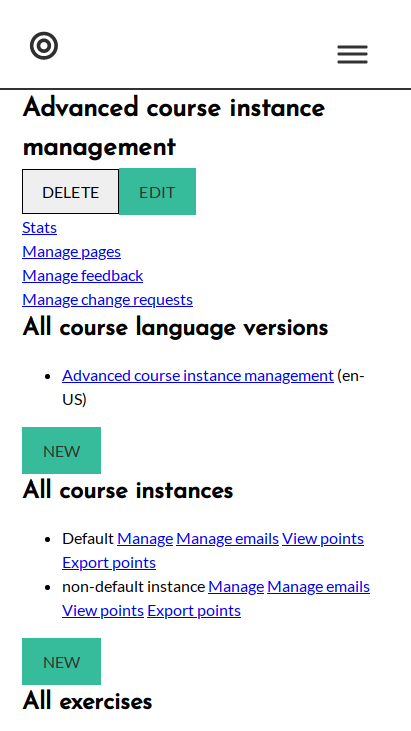 Advanced course instance
management
DELETE EDIT
Stats
Manage pages
Manage feedback
Manage change requests
All course language versions
Advanced course instance management (en-
US)
NEW
All course instances
Default Manage Manage emails View points
Export points
non-default instance Manage Manage emails
View points Export points
NEW
All exercises